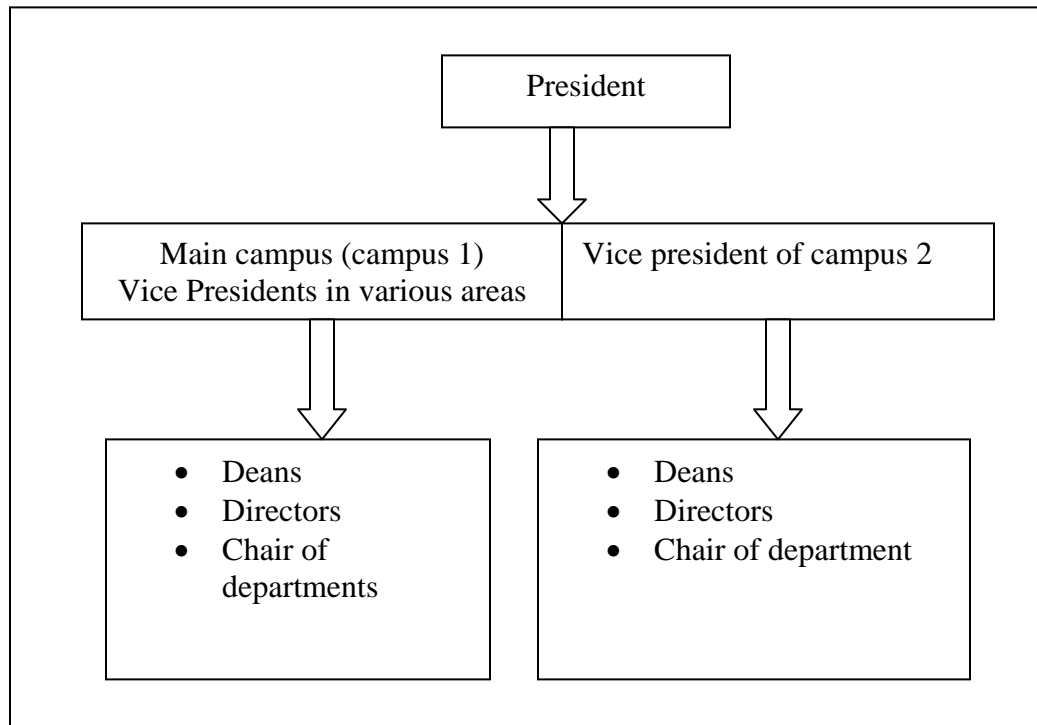 President
Main campus (campus 1)
Vice Presidents in various areas
Vice president of campus 2
• Deans
• Directors
• Chair of
departments
• Deans
• Directors
• Chair of department